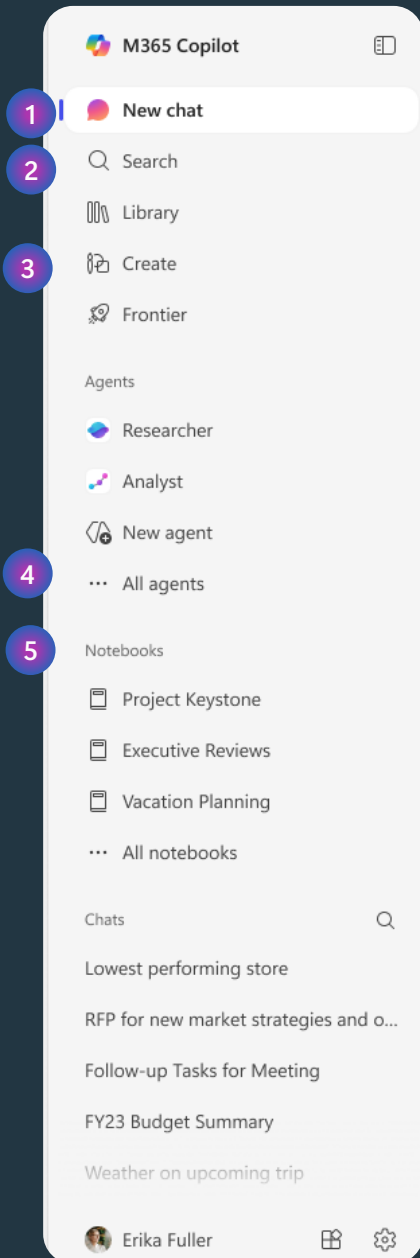 M365 Copilot
1
New chat
2
Search
Library
3
Create
Frontier
Agents
Researcher
Analyst
New agent
4
All agents
5
Notebooks
Project Keystone
Executive Reviews
Vacation Planning
All notebooks
Chats
Lowest performing store
RFP for new market strategies and o...
Follow-up Tasks for Meeting
FY23 Budget Summary
Weather on upcoming trip
Erika Fuller